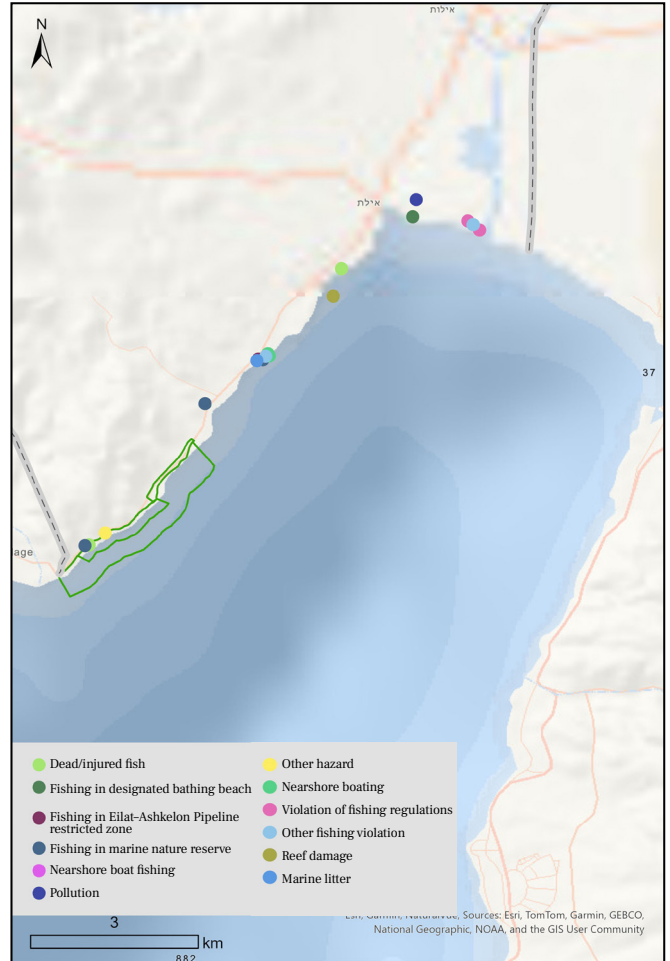 N
אילות
אילת
37
age
Dead/injured fish
Fishing in designated bathing beach
Fishing in Eilat–Ashkelon Pipeline
restricted zone
Fishing in marine nature reserve
Nearshore boat fishing
Pollution
Other hazard
Nearshore boating
Violation of fishing regulations
Other fishing violation
Reef damage
Marine litter
3
km
882
Esri, Garmin, NaturalVue, Sources: Esri, TomTom, Garmin, GEBCO,
National Geographic, NOAA, and the GIS User Community